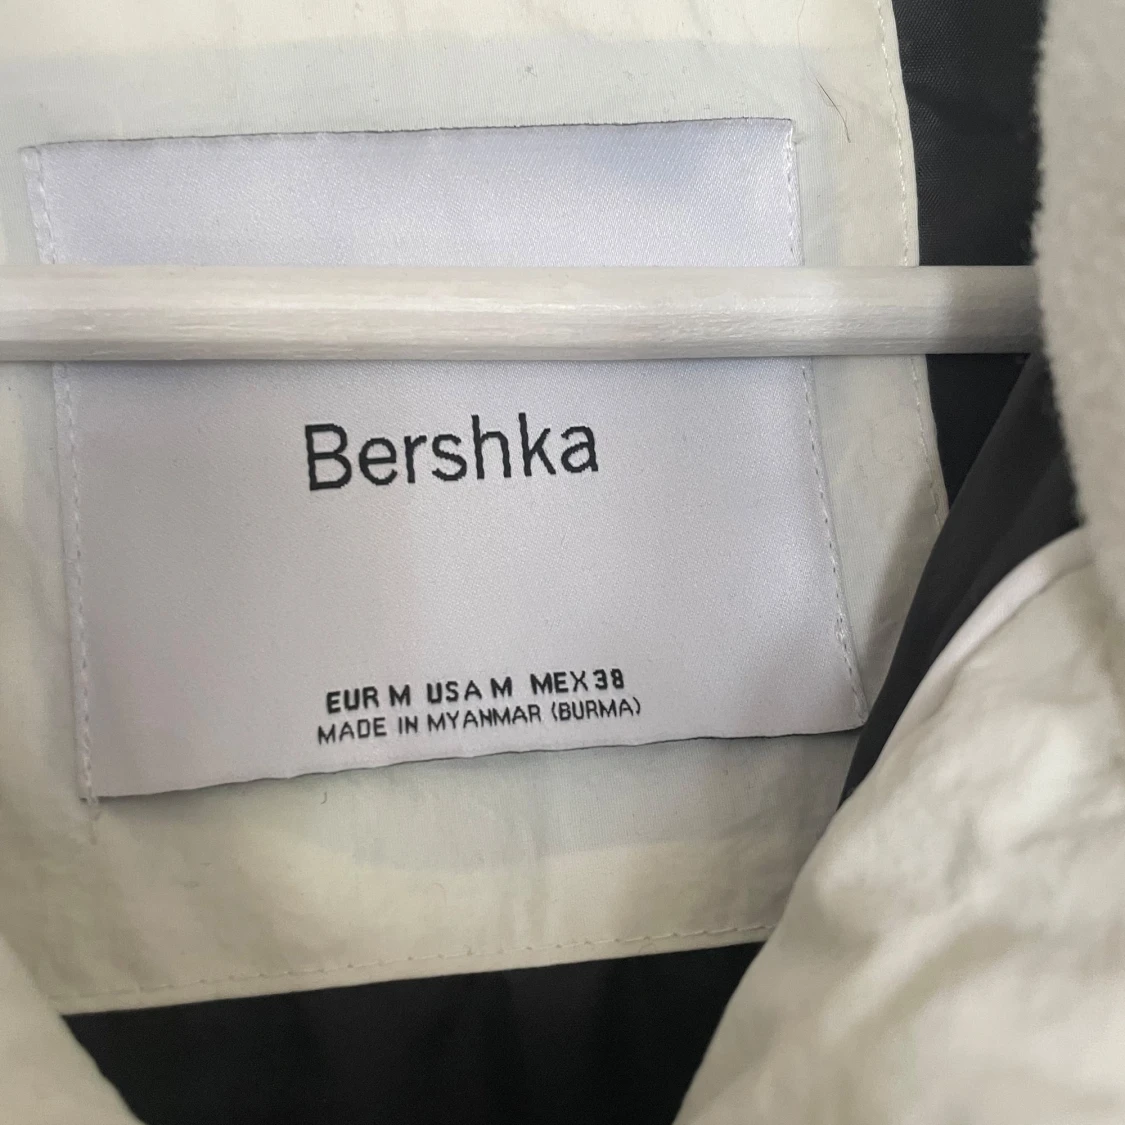 Bershka
EUR M USA M MEX 38
MADE IN MYANMAR (BURMA)